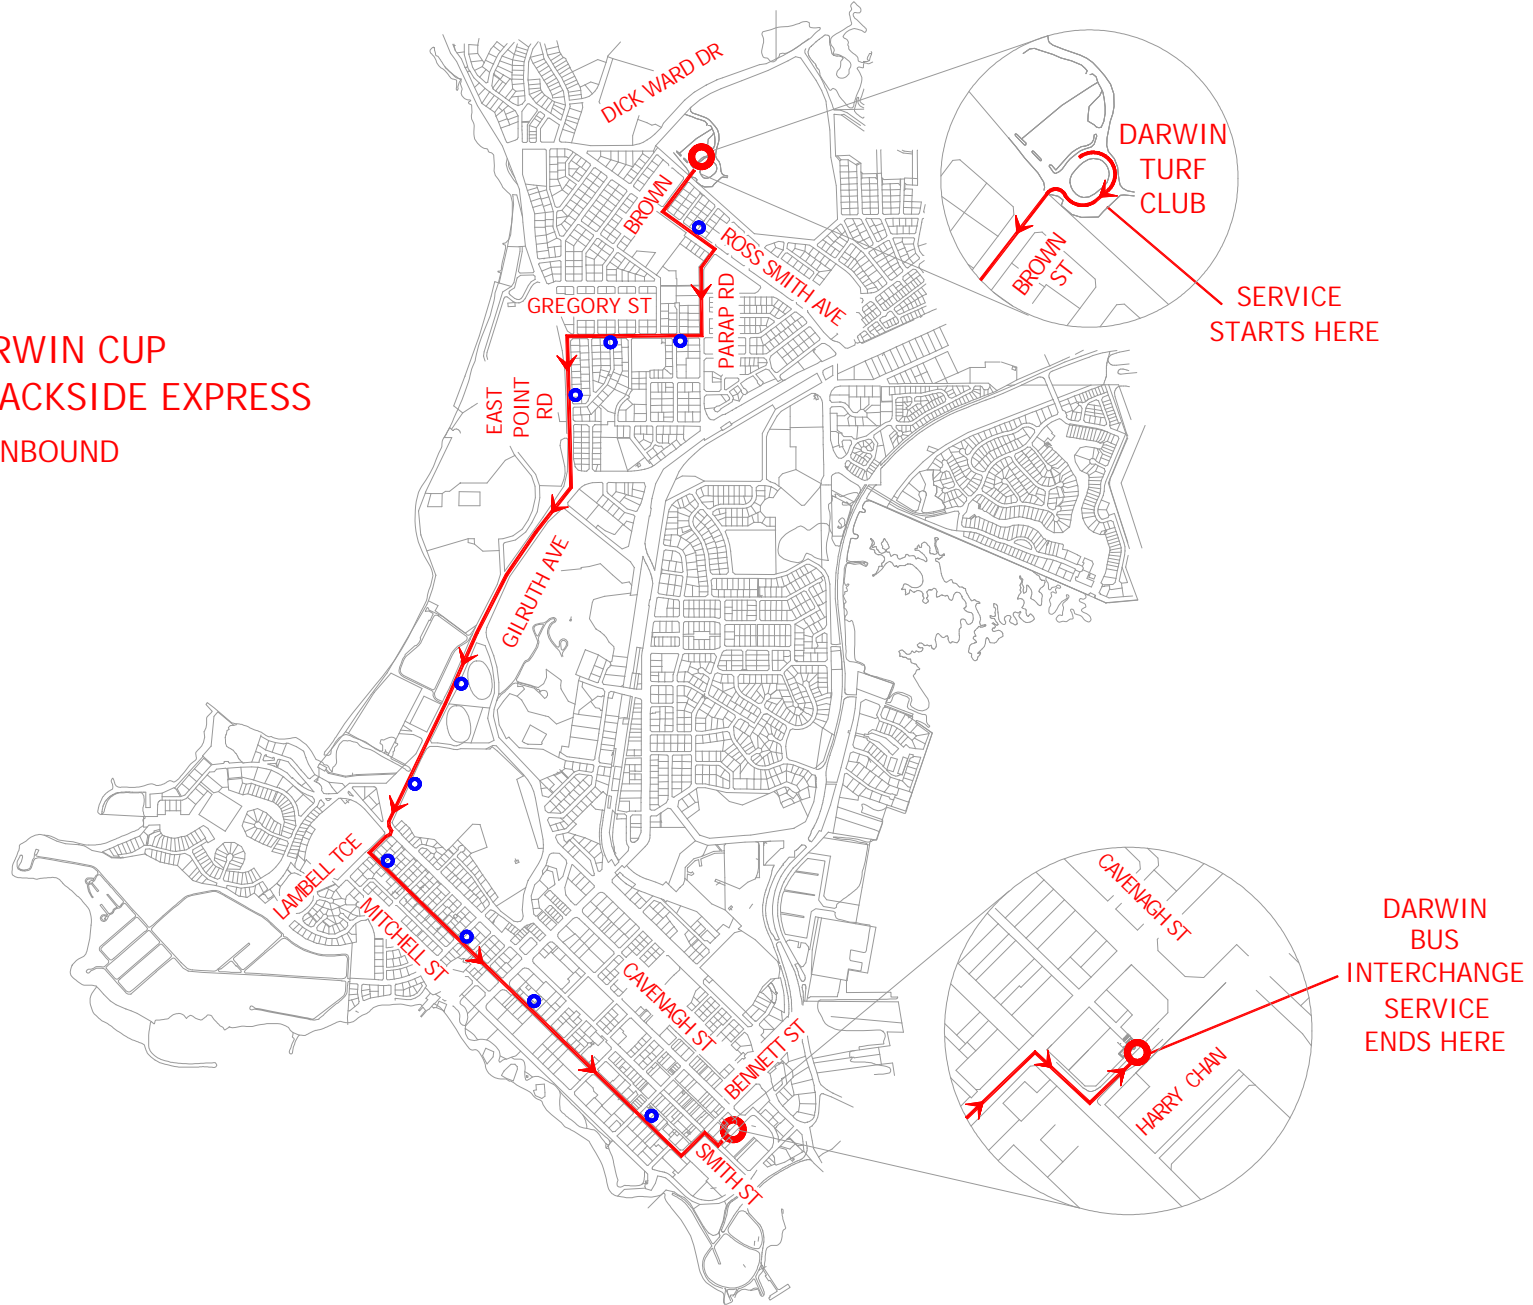 DICK WARD DR
DARWIN
TURF
CLUB
BROWN
ROSS SMITH AVE
BROWN
ST
GREGORY ST
PARAP RD
SERVICE
STARTS HERE
RWIN CUP
ACKSIDE EXPRESS
NBOUND
EAST
POINT
RD
GILRUTH AVE
LAMBELL TCE
MITCHELL ST
CAVENAGH ST
CAVENAGH ST
BENNETT ST
SMITH ST
HARRY CHAN
DARWIN
BUS
INTERCHANGE
SERVICE
ENDS HERE